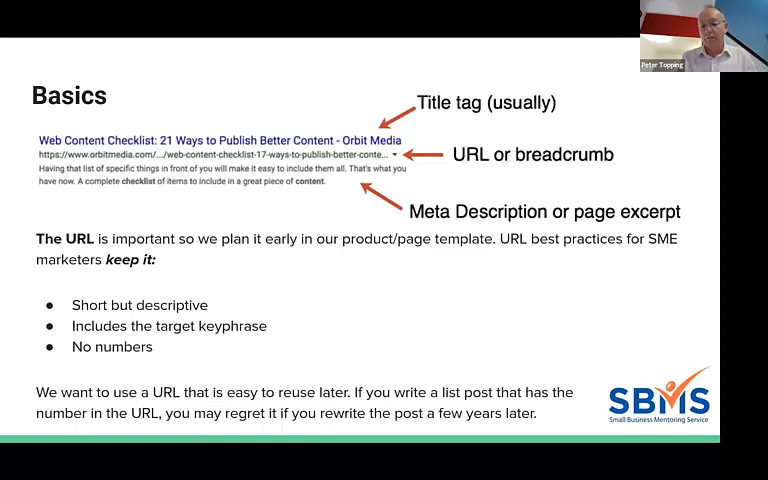 Peter Topping
Basics
Title tag (usually)
Web Content Checklist: 21 Ways to Publish Better Content - Orbit Media
https://www.orbitmedia.com/.../web-content-checklist-17-ways-to-publish-better-conte...
URL or breadcrumb
Having that list of specific things in front of you will make it easy to include them all. That's what you
have now. A complete checklist of items to include in a great piece of content.
Meta Description or page excerpt
The URL is important so we plan it early in our product/page template. URL best practices for SME
marketers keep it:
● Short but descriptive
● Includes the target keyphrase
● No numbers
We want to use a URL that is easy to reuse later. If you write a list post that has the
number in the URL, you may regret it if you rewrite the post a few years later.
SBMS
Small Business Mentoring Service